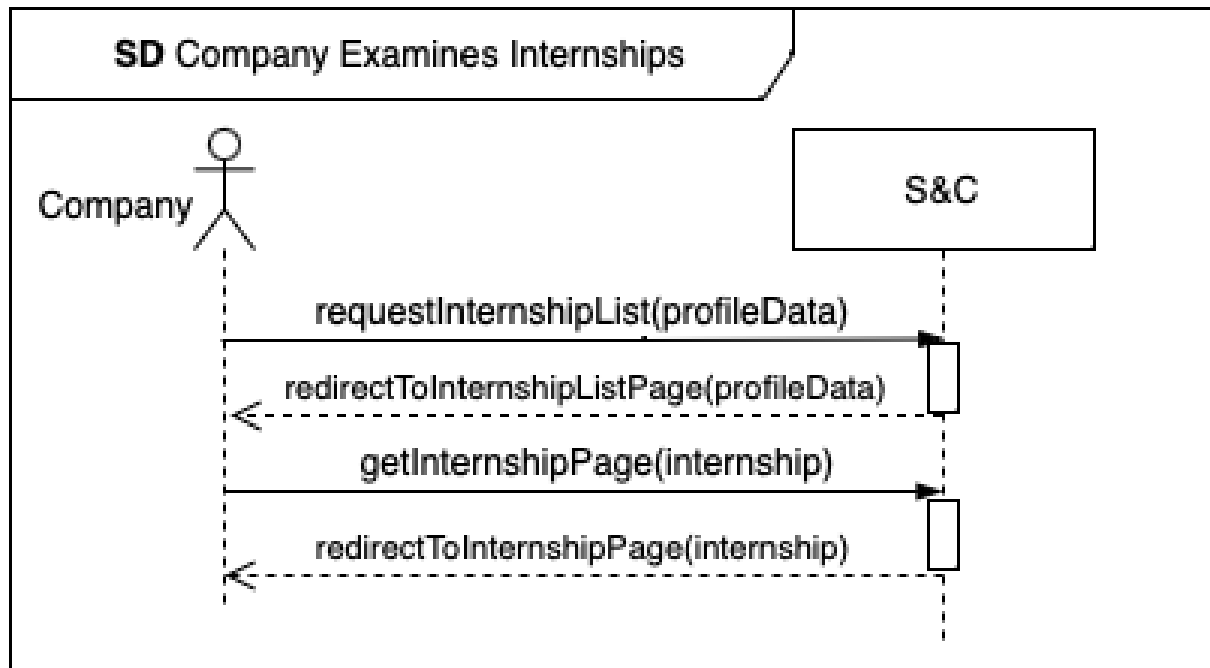 SD Company Examines Internships
Company
S&C
requestInternshipList(profileData)
redirectToInternshipListPage(profileData)
getInternshipPage(internship)
redirectToInternshipPage(internship)